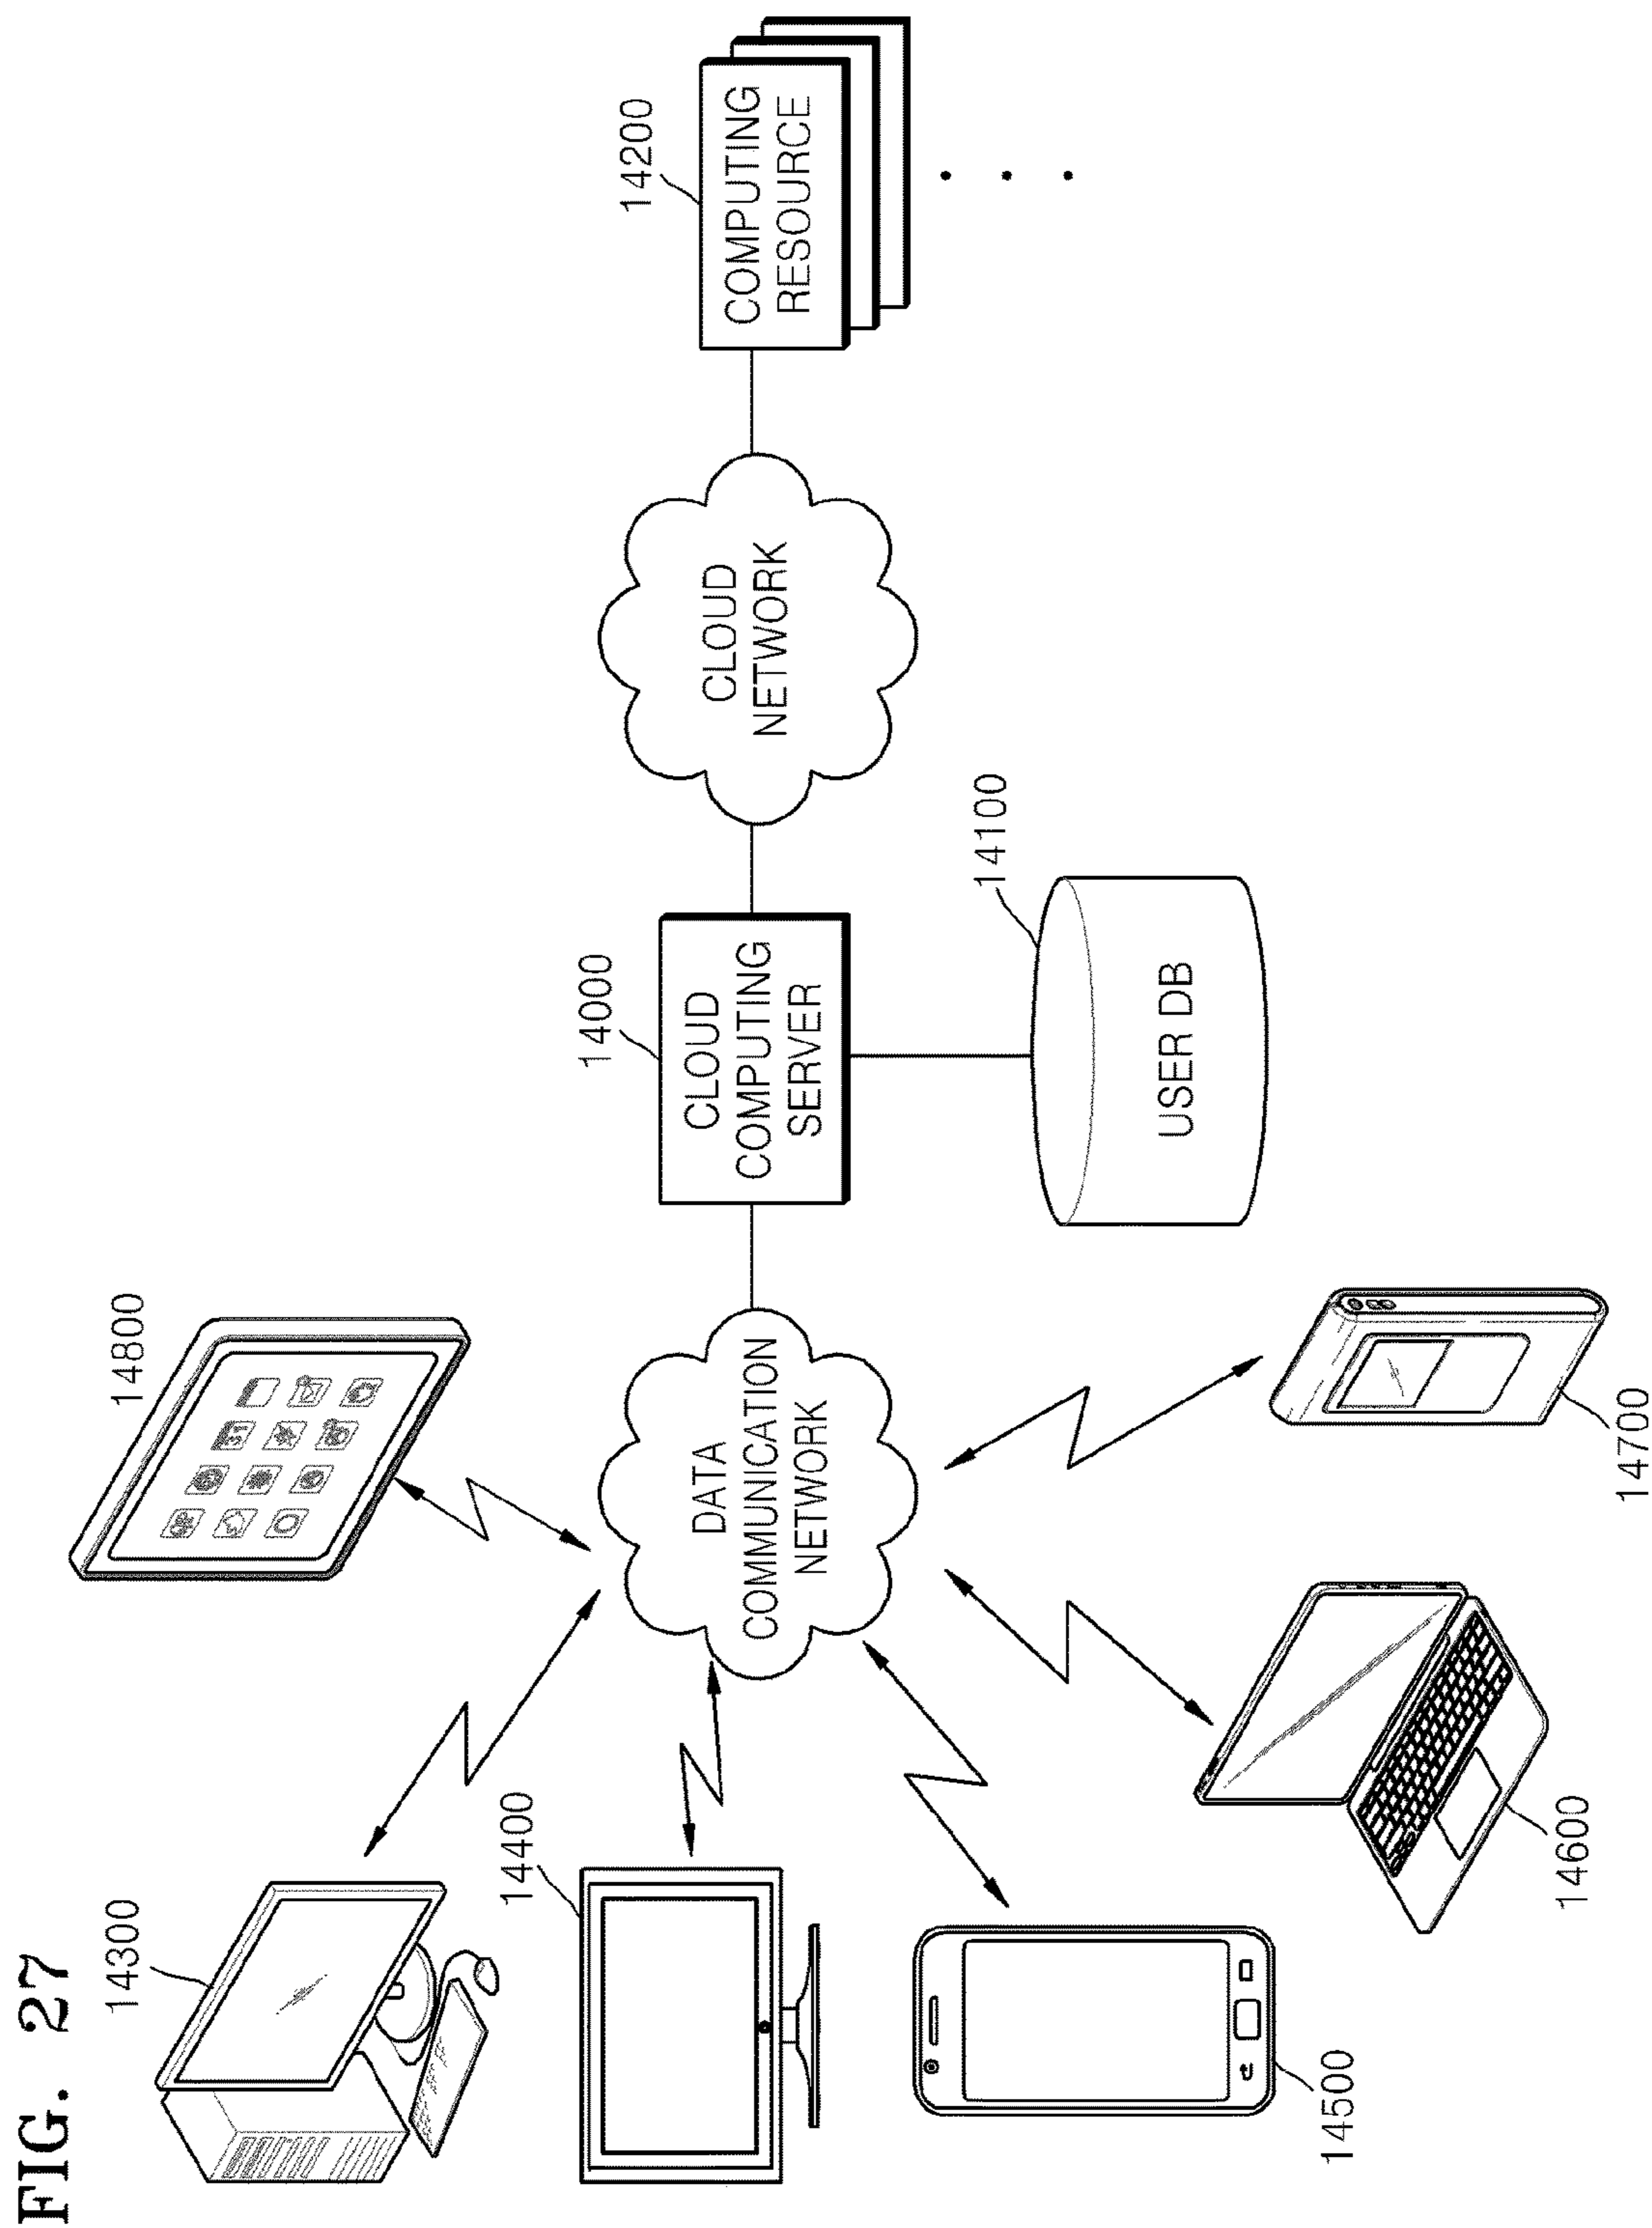 FIG. 27
14300
14800
14400
14500
14600
14700
DATA
COMMUNICATION
NETWORK
14000
CLOUD
COMPUTING
SERVER
14100
USER DB
CLOUD
NETWORK
14200
COMPUTING
RESOURCE